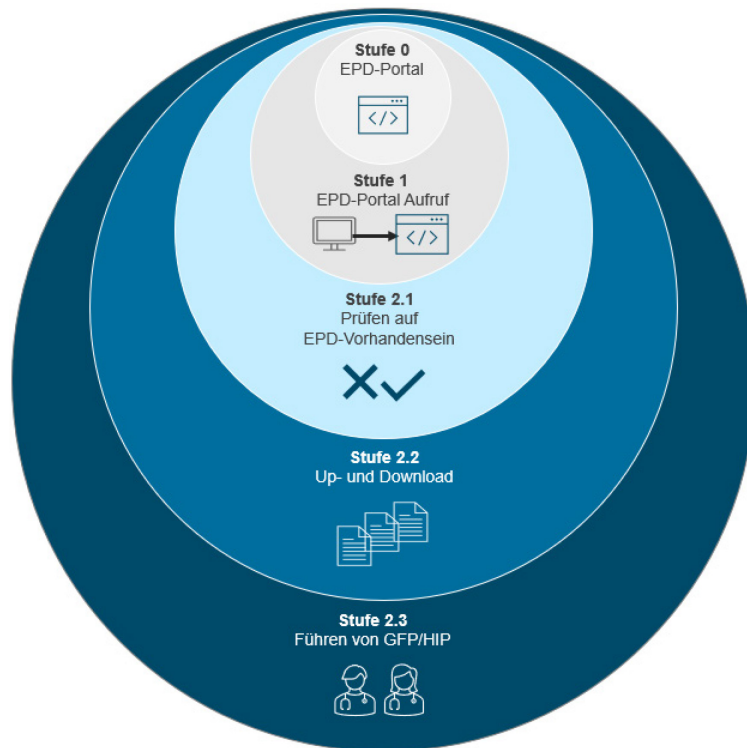 Stufe 0
EPD-Portal
</>
Stufe 1
EPD-Portal Aufruf
</>
Stufe 2.1
Prüfen auf
EPD-Vorhandensein
Stufe 2.2
Up- und Download
Stufe 2.3
Führen von GFP/HIP